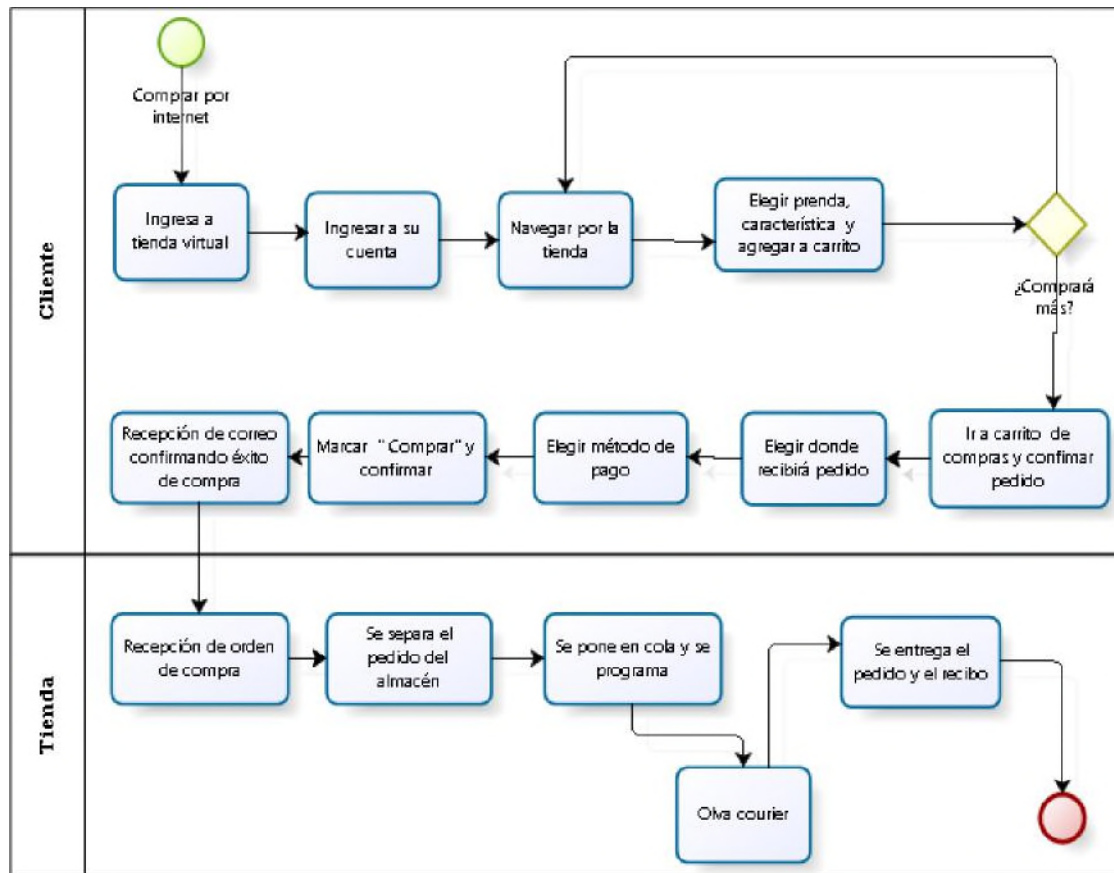 Cliente
Comprar por
internet
Ingresa a
tienda virtual
Ingresar a su
cuenta
Navegar por la
tienda
Elegir prenda,
característica y
agregar a carrito
¿Comprará
más?
Ir a carrito de
compras y confimar
pedido
Elegir donde
recibirá pedido
Elegir método de
pago
Marcar "Comprar" y
confirmar
Recepción de correo
confirmando éxito
de compra
Tienda
Recepción de orden
de compra
Se separa el
pedido del
almacén
Se pone en cola y se
programa
Olva courier
Se entrega el
pedido y el recibo